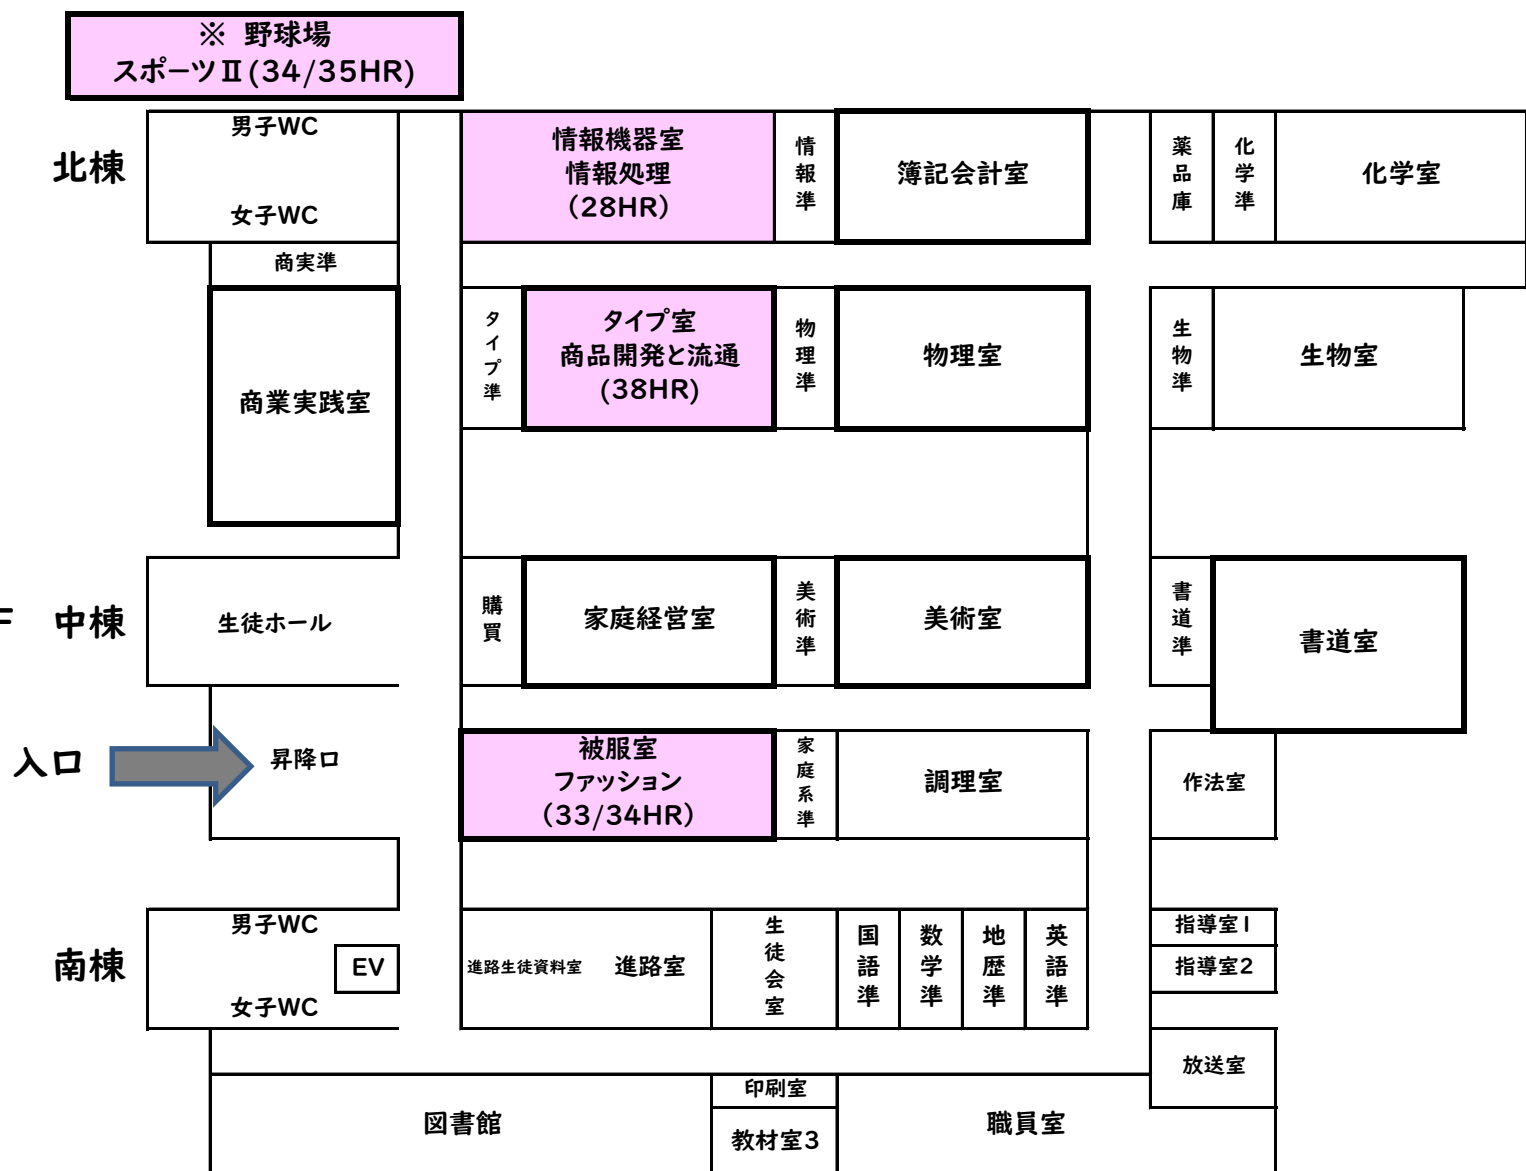 ※ 野球場
スポーツⅡ(34/35HR)
北棟
男子WC
女子WC
情報機器室
情報処理
(28HR)
情報準
簿記会計室
薬品庫
化学準
化学室
商実準
商業実践室
タイプ準
タイプ室
商品開発と流通
(38HR)
物理準
物理室
生物準
生物室
中棟
生徒ホール
購買
家庭経営室
美術準
美術室
書道準
書道室
入口
昇降口
被服室
ファッション
(33/34HR)
家庭系準
調理室
作法室
南棟
男子WC
EV
女子WC
進路生徒資料室
進路室
生徒会室
国語準
数学準
地歴準
英語準
指導室1
指導室2
放送室
図書館
印刷室
教材室3
職員室